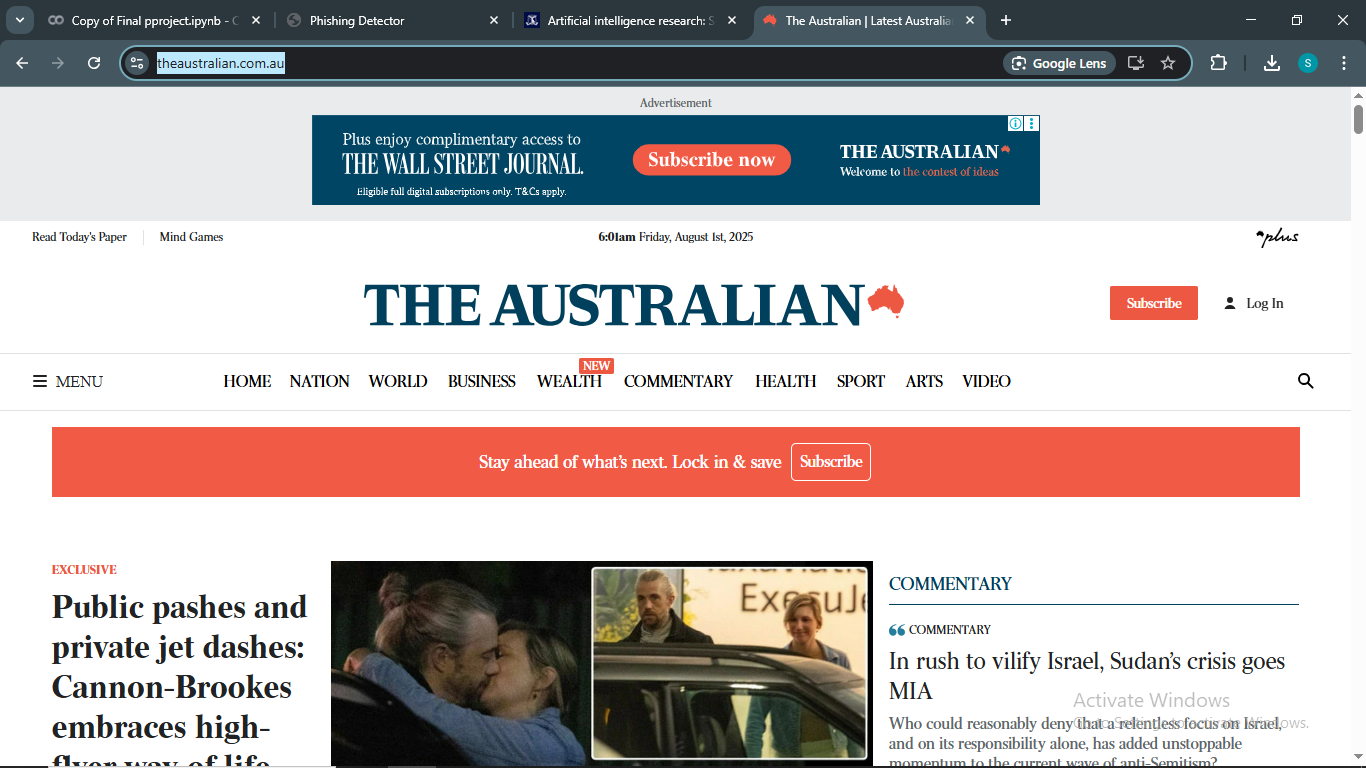 Copy of Final pproject.ipynb - C
Phishing Detector
Artificial intelligence research: S
The Australian | Latest Australia
theaustralian.com.au
Google Lens
S
Advertisement
Plus enjoy complimentary access to
THE WALL STREET JOURNAL.
Eligible full digital subscriptions only. T&Cs apply.
Subscribe now
THE AUSTRALIAN
Welcome to the contest of ideas
Read Today's Paper
Mind Games
6:01am Friday, August 1st, 2025
plus
THE AUSTRALIAN
Subscribe
Log In
MENU
HOME NATION WORLD BUSINESS WEALTH COMMENTARY HEALTH SPORT ARTS VIDEO
NEW
Stay ahead of what's next. Lock in & save
Subscribe
EXCLUSIVE
Public pashes and
private jet dashes:
Cannon-Brookes
embraces high-
flyer way of life
ExecuJe
COMMENTARY
COMMENTARY
In rush to vilify Israel, Sudan's crisis goes
MIA
Who could reasonably deny that a relentless focus on Israel,
and on its responsibility alone, has added unstoppable
momentum to the current wave of anti-Semitism?
Activate Windows
Go to Settings to activate Windows.